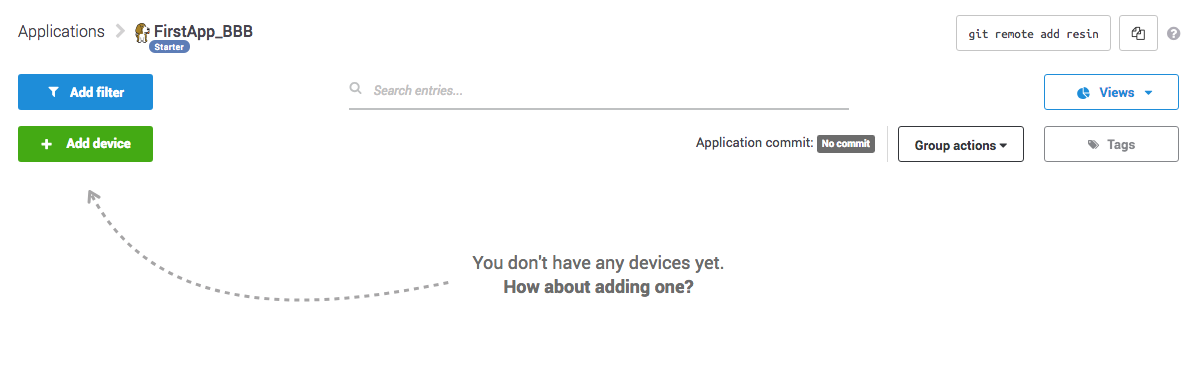 Applications
FirstApp_BBB
Starter
git remote add resin
Add filter
Search entries...
Views
Add device
Application commit: No commit
Group actions
Tags
You don't have any devices yet.
How about adding one?